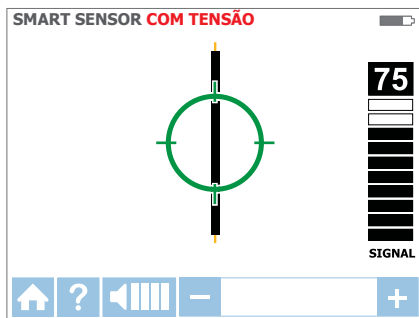 SMART SENSOR COM TENSÃO
75
SIGNAL
?
−
+